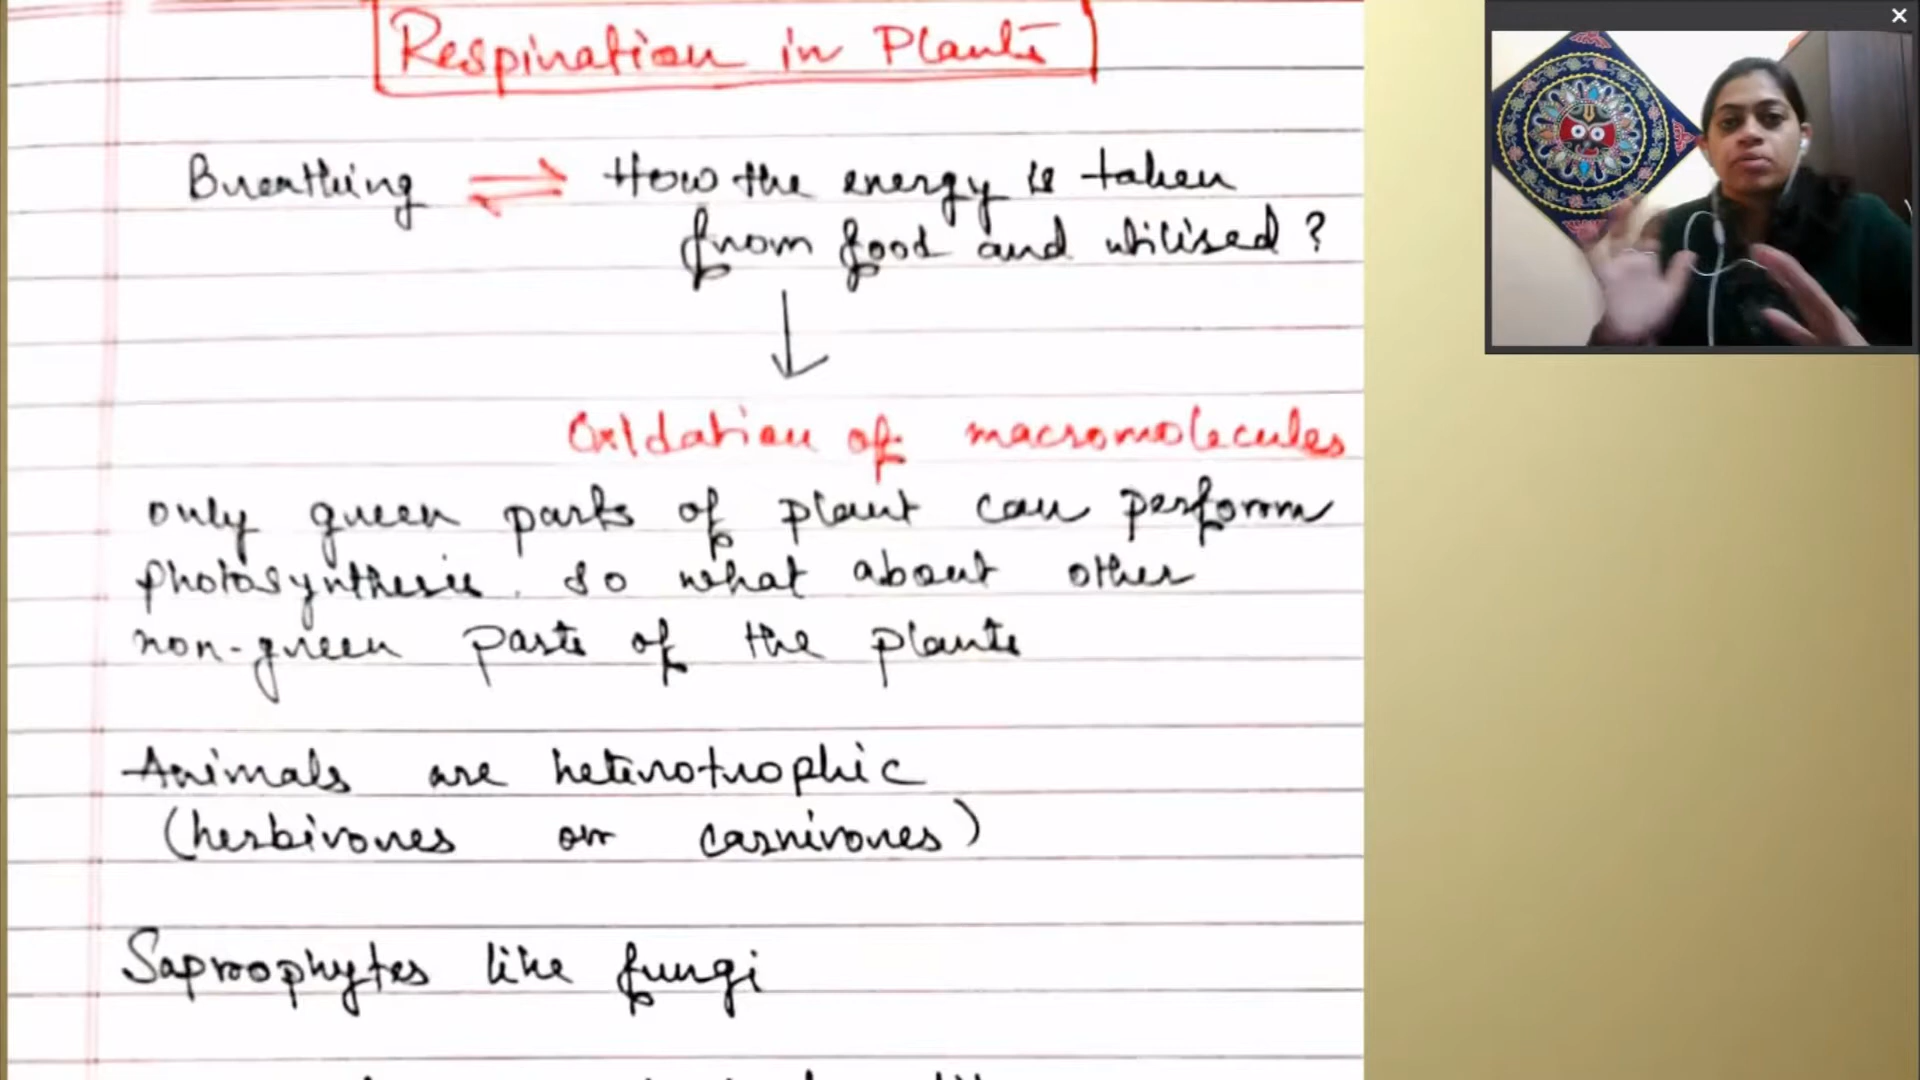 Respiration in Plants
Breathing ⇌ How the energy is taken
from food and utilised?
↓
Oxidation of macromolecules
only green parts of plant can perform
photosynthesis. So what about other
non-green parts of the plants
Animals are heterotrophic
(herbivores or carnivores)
Saprophytes like fungi